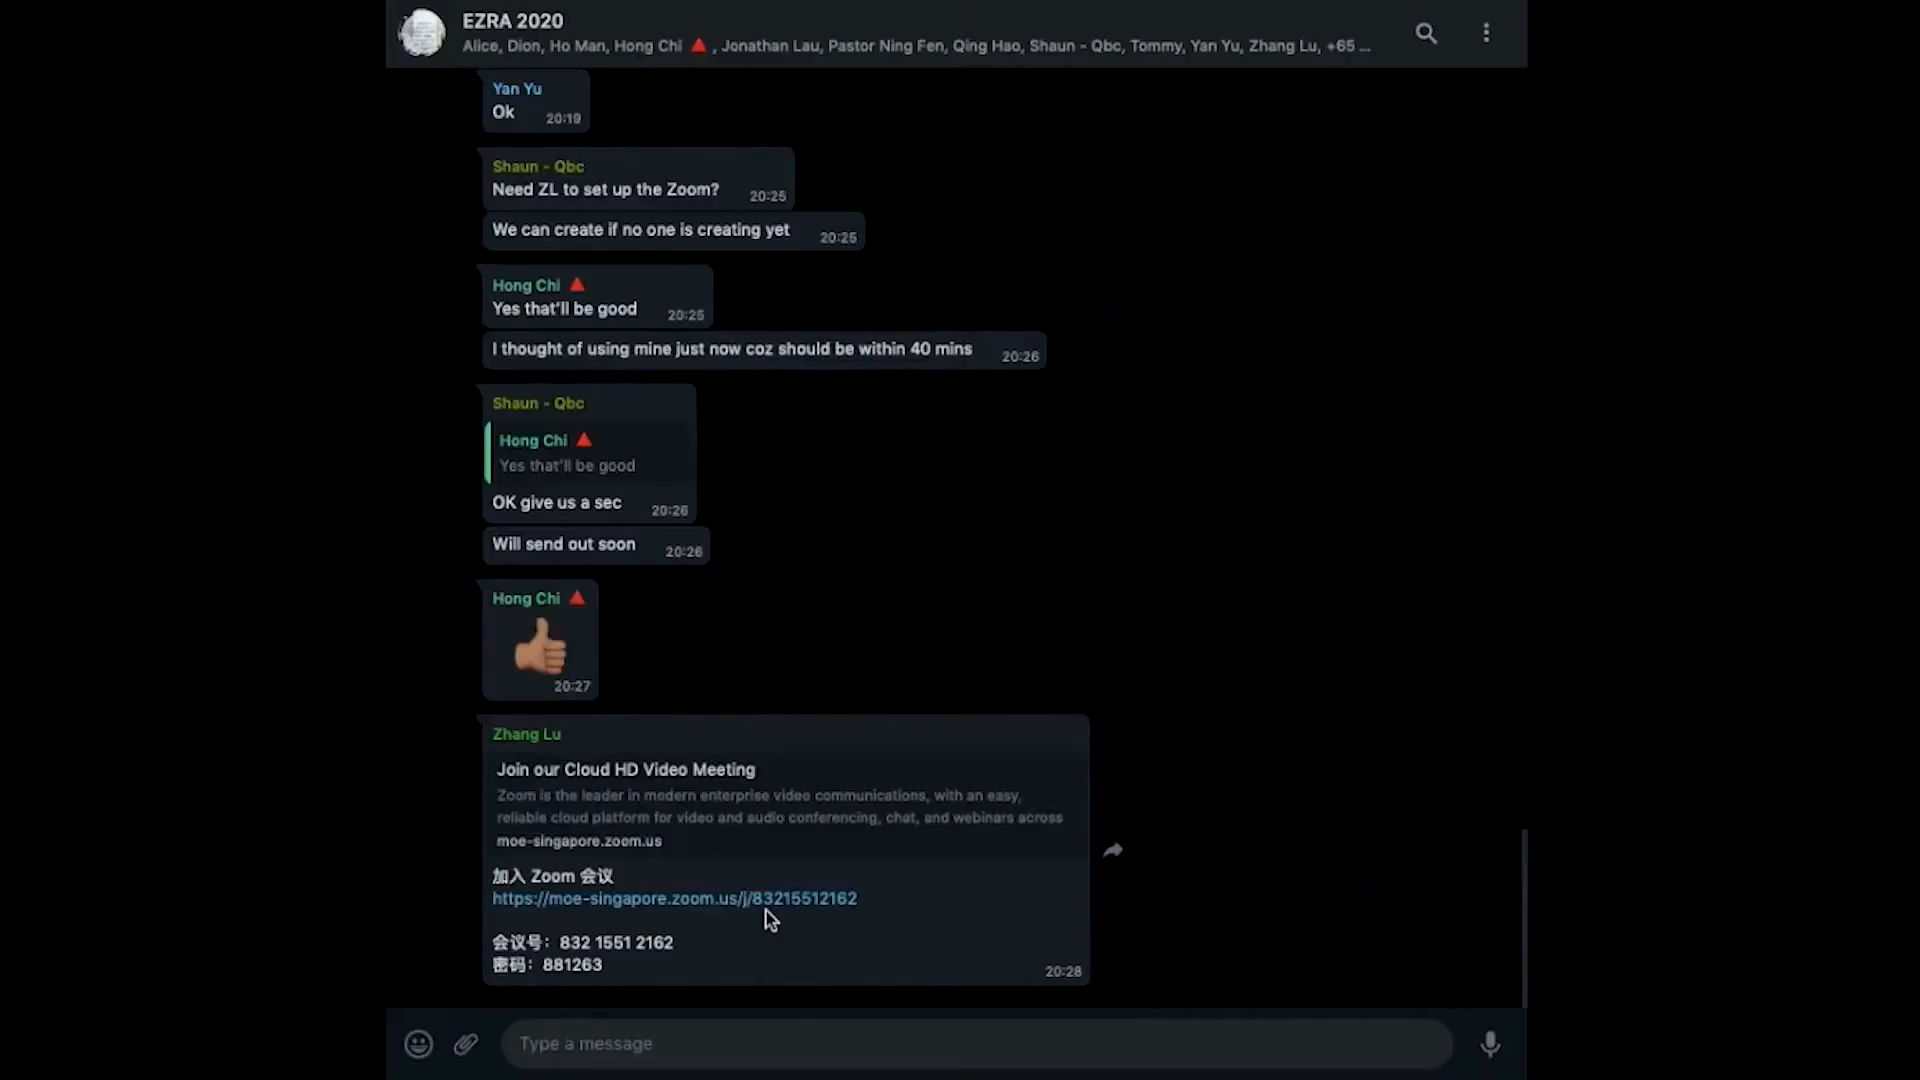 EZRA 2020
Alice, Dion, Ho Man, Hong Chi 🔺 , Jonathan Lau, Pastor Ning Fen, Qing Hao, Shaun - Qbc, Tommy, Yan Yu, Zhang Lu, +65 ...
Yan Yu
Ok 20:19
Shaun - Qbc
Need ZL to set up the Zoom? 20:25
We can create if no one is creating yet 20:25
Hong Chi 🔺
Yes that'll be good 20:25
I thought of using mine just now coz should be within 40 mins 20:26
Shaun - Qbc
Hong Chi 🔺
Yes that'll be good
OK give us a sec 20:26
Will send out soon 20:26
Hong Chi 🔺
20:27
Zhang Lu
Join our Cloud HD Video Meeting
Zoom is the leader in modern enterprise video communications, with an easy,
reliable cloud platform for video and audio conferencing, chat, and webinars across
moe-singapore.zoom.us
加入 Zoom 会议
https://moe-singapore.zoom.us/j/83215512162
会议号：832 1551 2162
密码：881263
20:28
Type a message